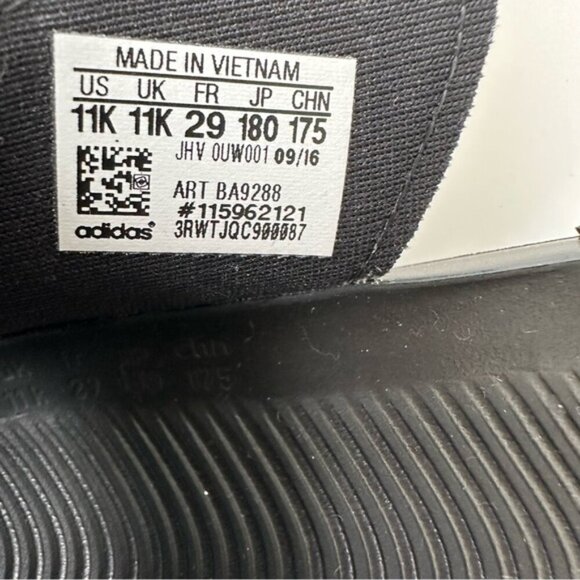 MADE IN VIETNAM
US UK FR JP CHN
11K 11K 29 180 175
JHV 0UW001 09/16
ART BA9288
#115962121
adidas® 3RWTJQC900087